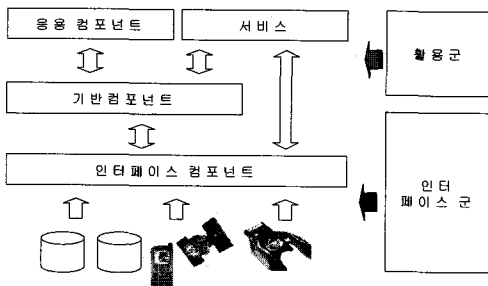 응용 컴포넌트
서비스
활용군
기반컴포넌트
인터페이스 컴포넌트
인터
페이스 군